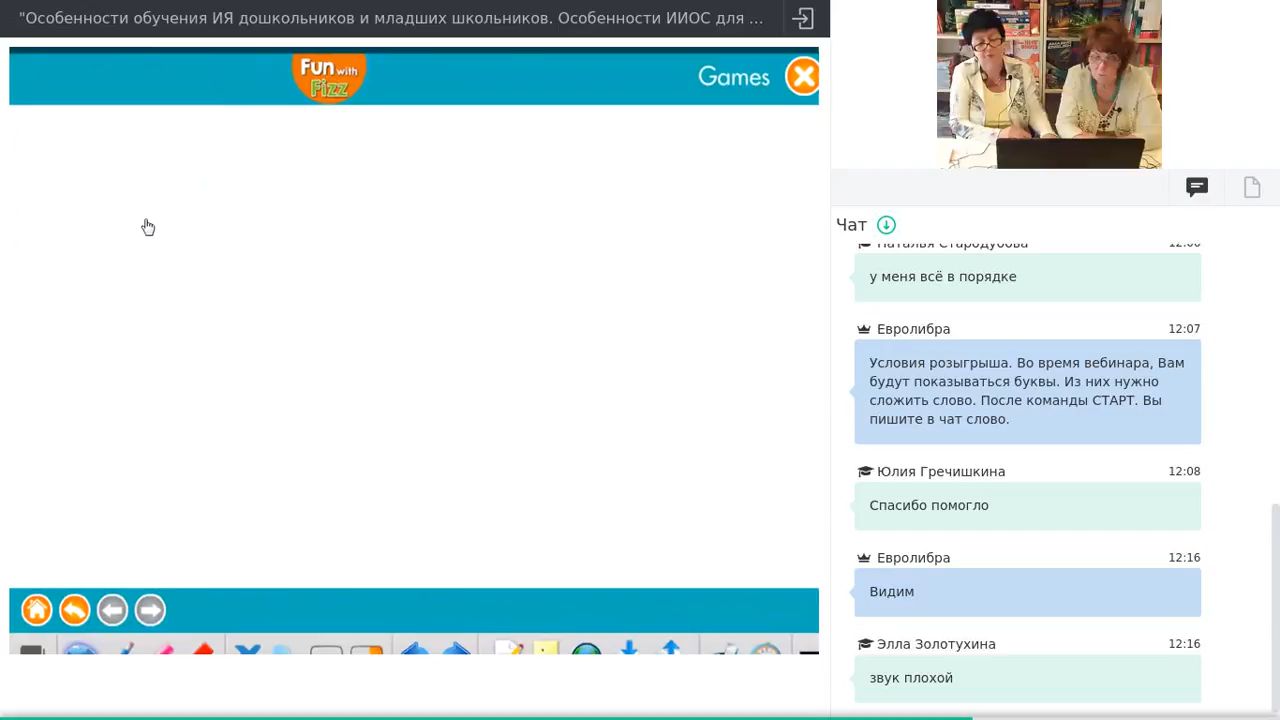 "Особенности обучения ИЯ дошкольников и младших школьников. Особенности ИИОС для ...
Fun with
Fizz
Games
Чат
Наталья Стародубова
у меня всё в порядке
Евролибра 12:07
Условия розыгрыша. Во время вебинара, Вам
будут показываться буквы. Из них нужно
сложить слово. После команды СТАРТ. Вы
пишите в чат слово.
Юлия Гречишкина 12:08
Спасибо помогло
Евролибра 12:16
Видим
Элла Золотухина 12:16
звук плохой